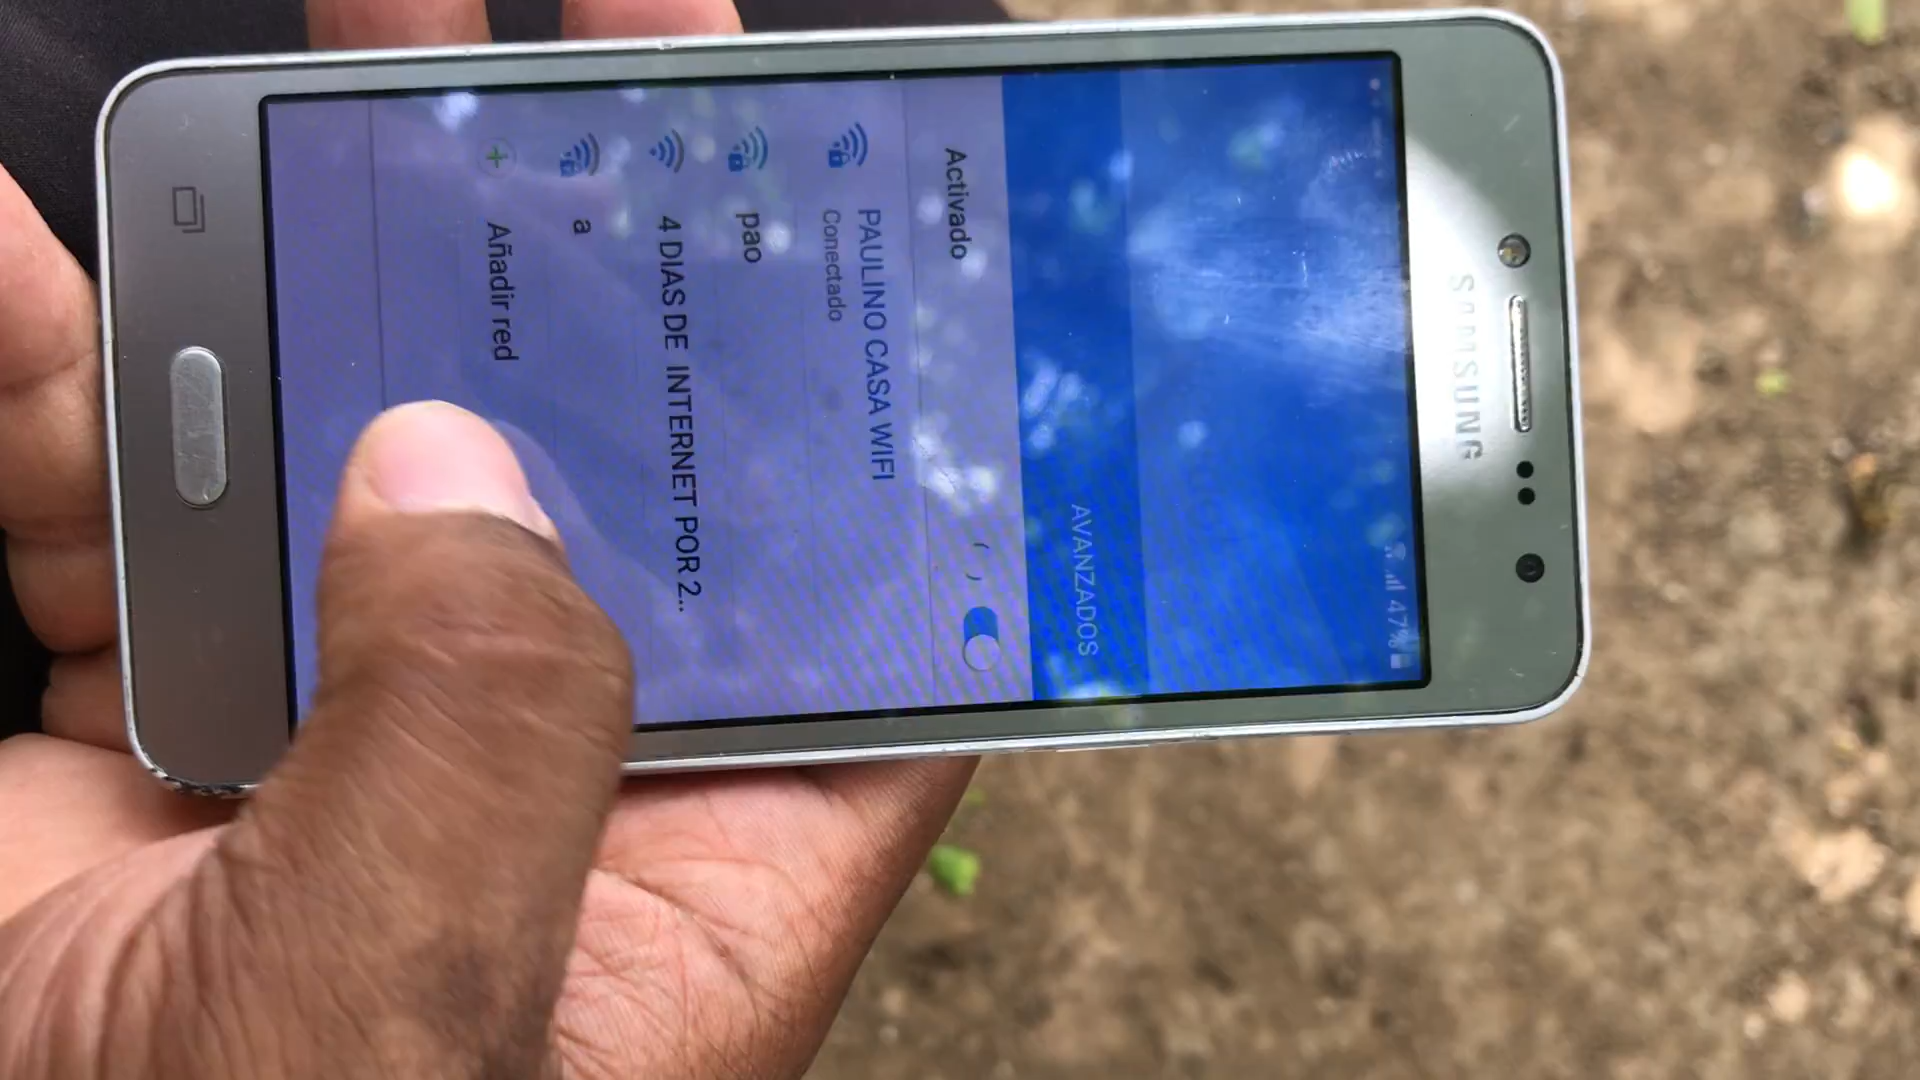 SAMSUNG
47%
AVANZADOS
Activado
PAULINO CASA WIFI
Conectado
pao
4 DIAS DE INTERNET POR 2..
a
Añadir red